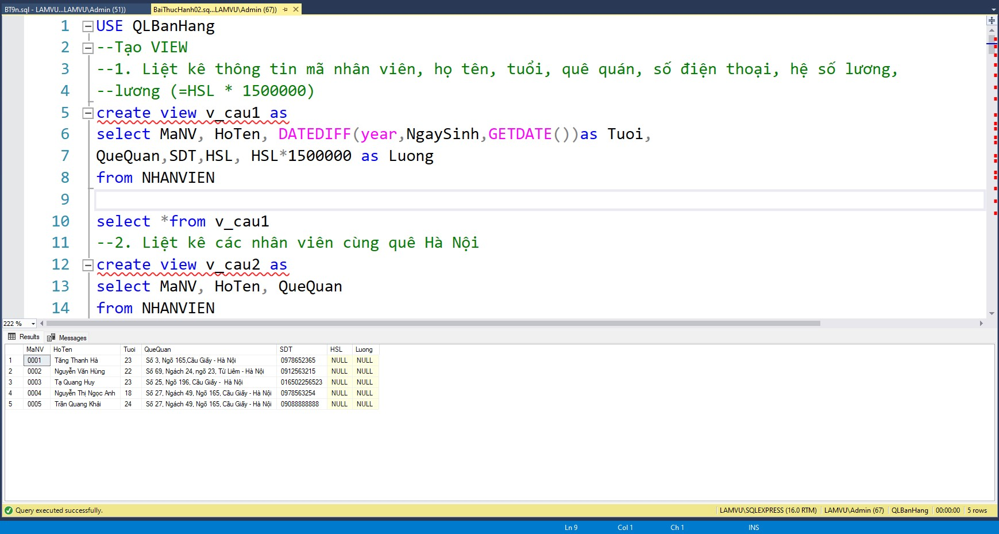 BT9n.sql - LAMVU...LAMVU\Admin (51))
BaiThucHanh02.sq...LAMVU\Admin (67))
1 USE QLBanHang
2 --Tạo VIEW
3 --1. Liệt kê thông tin mã nhân viên, họ tên, tuổi, quê quán, số điện thoại, hệ số lương,
4 --lương (=HSL * 1500000)
5 create view v_cau1 as
6 select MaNV, HoTen, DATEDIFF(year,NgaySinh,GETDATE())as Tuoi,
7 QueQuan,SDT,HSL, HSL*1500000 as Luong
8 from NHANVIEN
9
10 select *from v_cau1
11 --2. Liệt kê các nhân viên cùng quê Hà Nội
12 create view v_cau2 as
13 select MaNV, HoTen, QueQuan
14 from NHANVIEN
222 %
Results Messages
MaNV HoTen Tuoi QueQuan SDT HSL Luong
1 0001 Tăng Thanh Hà 23 Số 3, Ngõ 165,Cầu Giấy - Hà Nội 0978652365 NULL NULL
2 0002 Nguyễn Văn Hùng 22 Số 69, Ngách 24, ngõ 23, Từ Liêm - Hà Nội 0912563215 NULL NULL
3 0003 Tạ Quang Huy 23 Số 25, Ngõ 196, Cầu Giấy - Hà Nội 016502256523 NULL NULL
4 0004 Nguyễn Thị Ngọc Anh 18 Số 27, Ngách 49, Ngõ 165, Cầu Giấy - Hà Nội 0978563254 NULL NULL
5 0005 Trần Quang Khải 24 Số 27, Ngách 49, Ngõ 165, Cầu Giấy - Hà Nội 09088888888 NULL NULL
Query executed successfully.
LAMVU\SQLEXPRESS (16.0 RTM) LAMVU\Admin (67) QLBanHang 00:00:00 5 rows
Ln 9 Col 1 Ch 1 INS